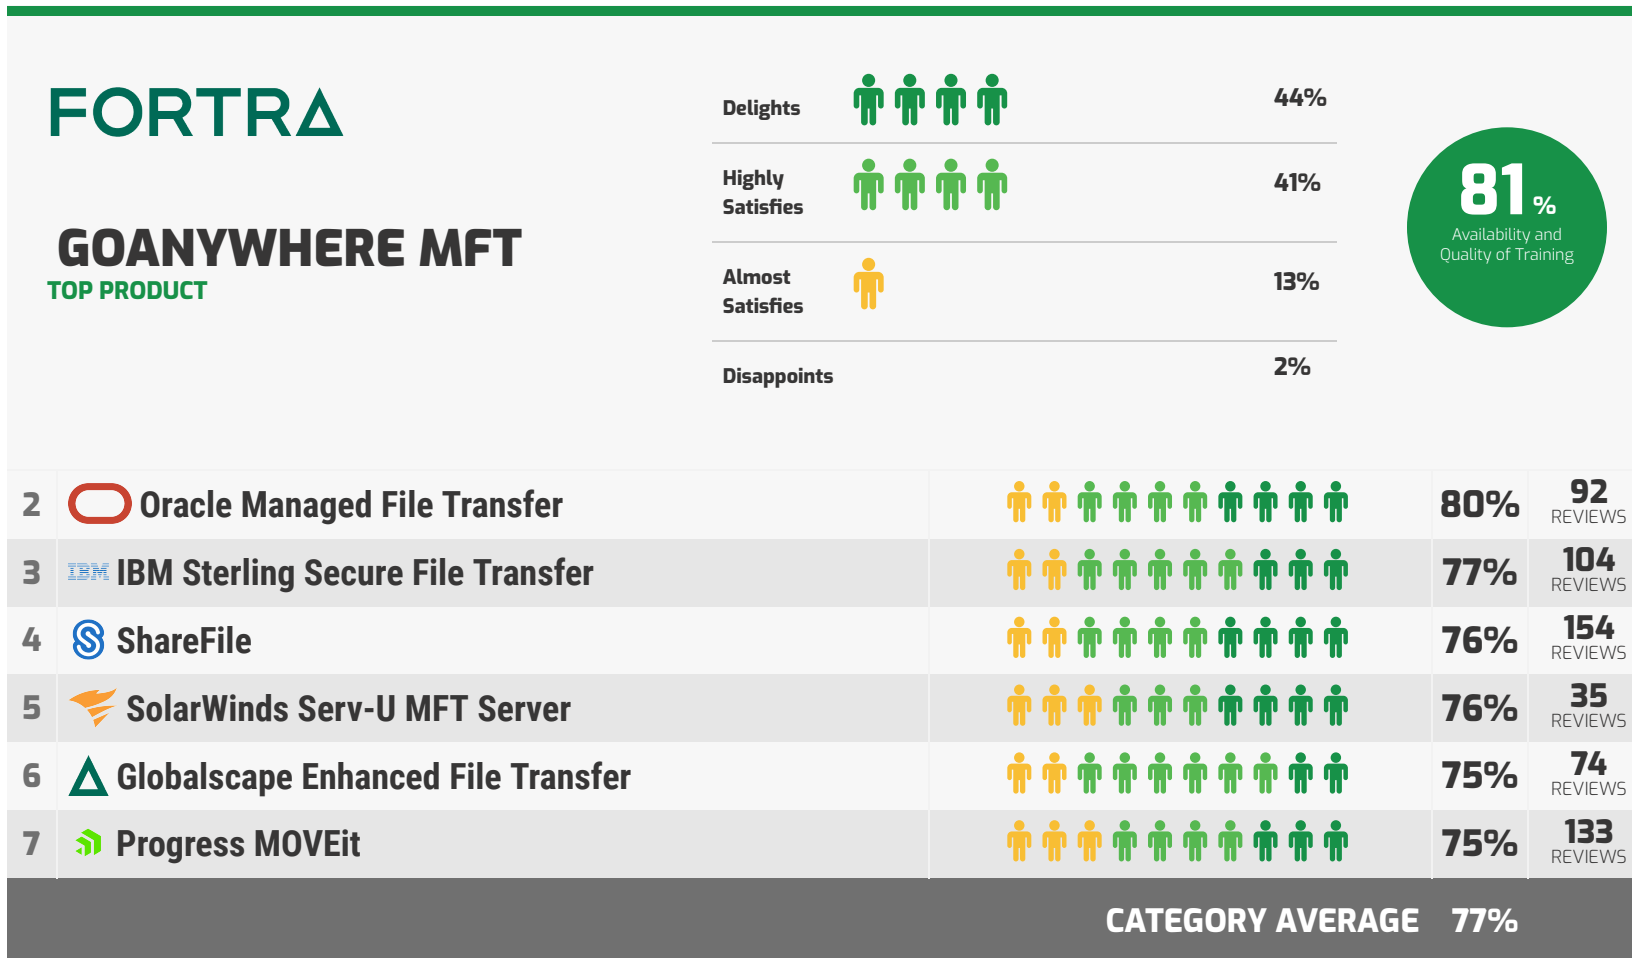 FORTRA
GOANYWHERE MFT
TOP PRODUCT
Delights 44%
Highly
Satisfies 41%
Almost
Satisfies 13%
Disappoints 2%
81%
Availability and
Quality of Training
2 Oracle Managed File Transfer 80% 92
REVIEWS
3 IBM IBM Sterling Secure File Transfer 77% 104
REVIEWS
4 ShareFile 76% 154
REVIEWS
5 SolarWinds Serv-U MFT Server 76% 35
REVIEWS
6 Globalscape Enhanced File Transfer 75% 74
REVIEWS
7 Progress MOVEit 75% 133
REVIEWS
CATEGORY AVERAGE 77%